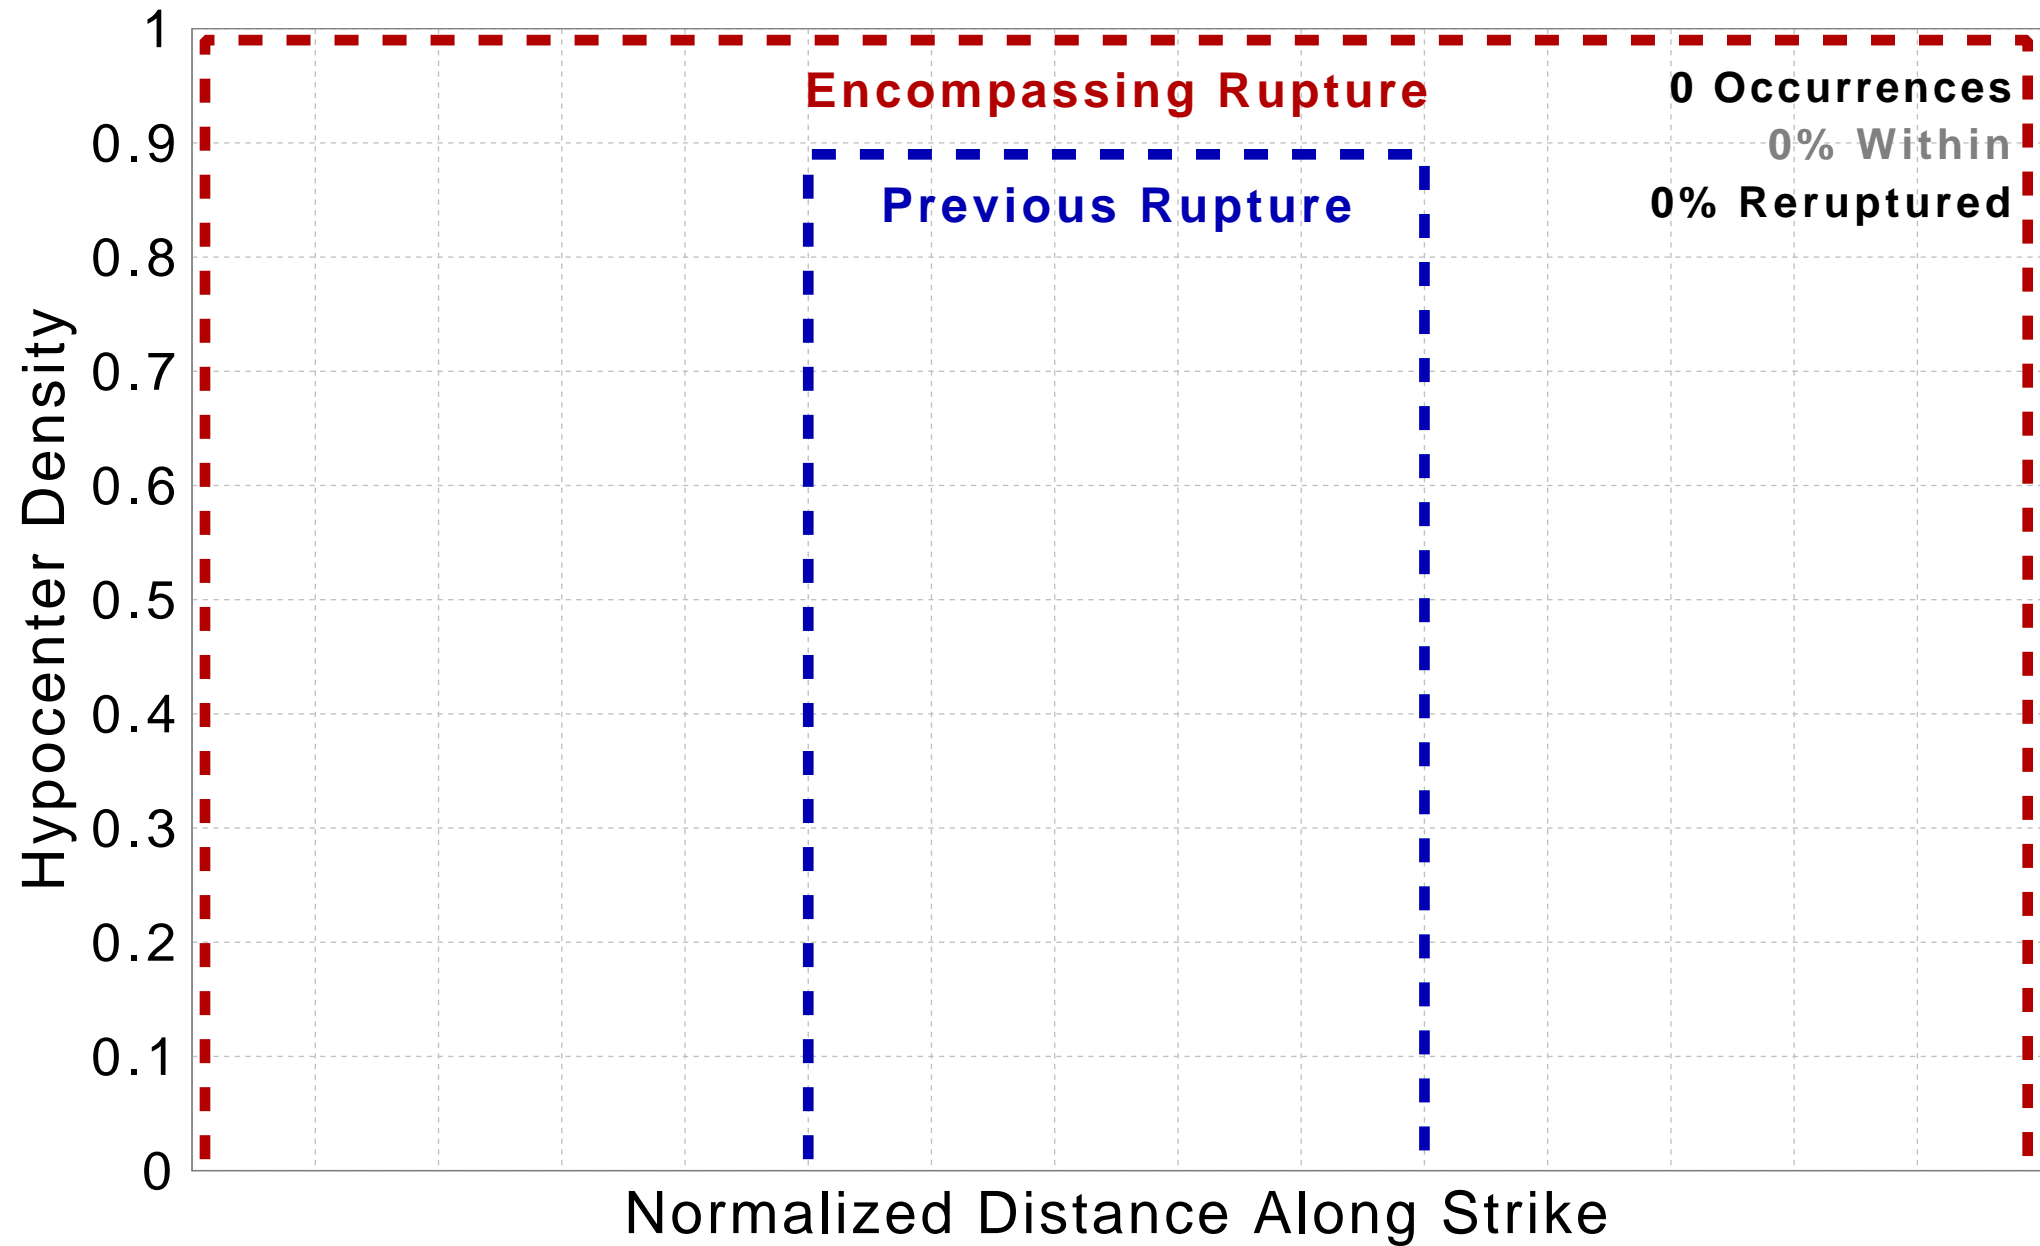 1
0.9
0.8
0.7
0.6
0.5
0.4
0.3
0.2
0.1
0
Hypocenter Density
Encompassing Rupture
Previous Rupture
0 Occurrences
0% Within
0% Reruptured
Normalized Distance Along Strike